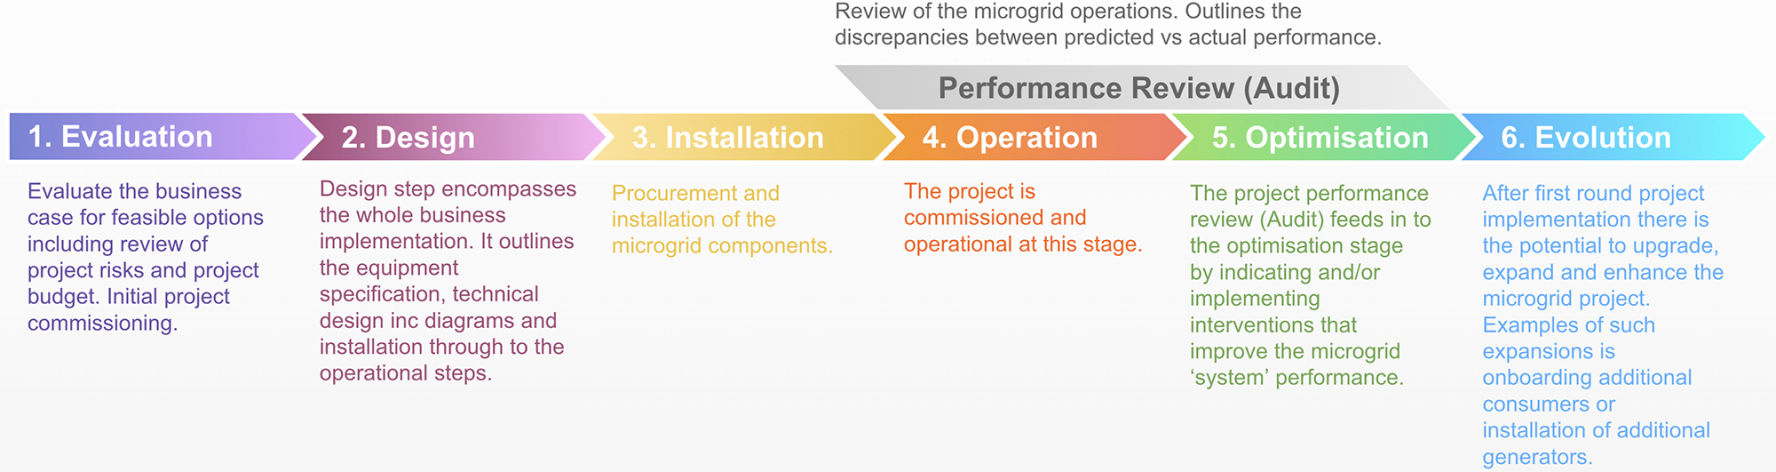 Review of the microgrid operations. Outlines the
discrepancies between predicted vs actual performance.
Performance Review (Audit)
1. Evaluation
2. Design
3. Installation
4. Operation
5. Optimisation
6. Evolution
Evaluate the business
case for feasible options
including review of
project risks and project
budget. Initial project
commissioning.
Design step encompasses
the whole business
implementation. It outlines
the equipment
specification, technical
design inc diagrams and
installation through to the
operational steps.
Procurement and
installation of the
microgrid components.
The project is
commissioned and
operational at this stage.
The project performance
review (Audit) feeds in to
the optimisation stage
by indicating and/or
implementing
interventions that
improve the microgrid
‘system’ performance.
After first round project
implementation there is
the potential to upgrade,
expand and enhance the
microgrid project.
Examples of such
expansions is
onboarding additional
consumers or
installation of additional
generators.